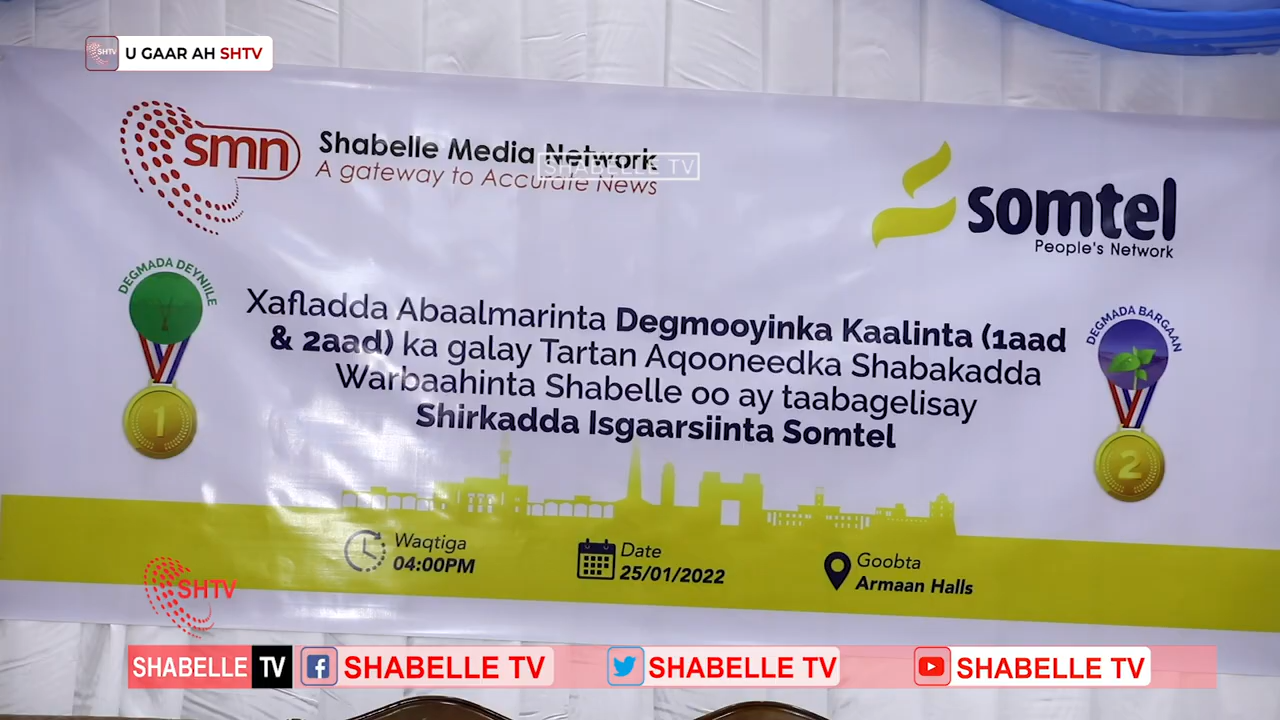 SHTV
U GAAR AH SHTV
smn
Shabelle Media Network
A gateway to Accurate News
SHABELLE TV
somtel
People's Network
DEGMADA DEYNIILE
1
Xafladda Abaalmarinta Degmooyinka Kaalinta (1aad
& 2aad) ka galay Tartan Aqooneedka Shabakadda
Warbaahinta Shabelle oo ay taabagelisay
Shirkadda Isgaarsiinta Somtel
DEGMADA BARGAAN
2
Waqtiga
04:00PM
Date
25/01/2022
Goobta
Armaan Halls
SHTV
SHABELLE TV
SHABELLE TV
SHABELLE TV
SHABELLE TV